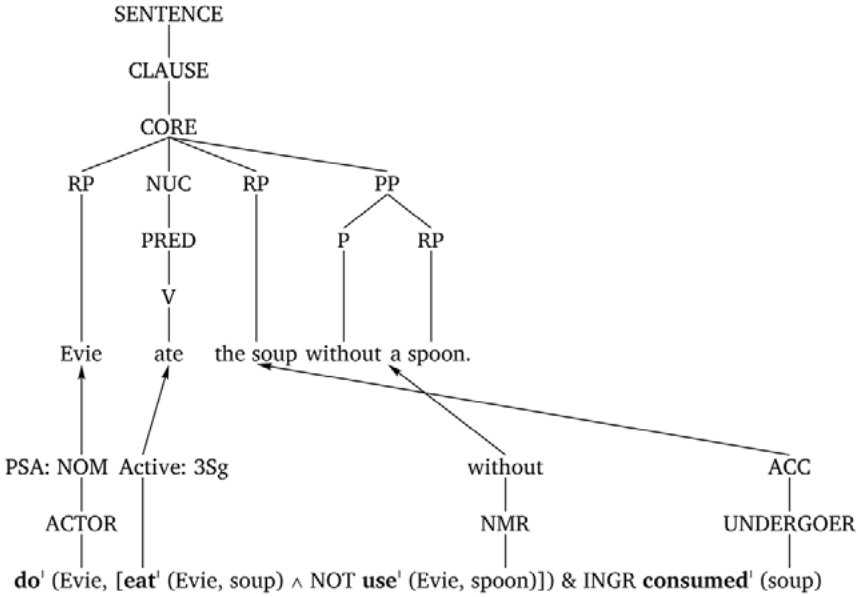 SENTENCE
CLAUSE
CORE
RP NUC RP PP
PRED P RP
V
Evie ate the soup without a spoon.
PSA: NOM Active: 3Sg without ACC
ACTOR NMR UNDERGOER
do' (Evie, [eat' (Evie, soup) ∧ NOT use' (Evie, spoon)]) & INGR consumed' (soup)